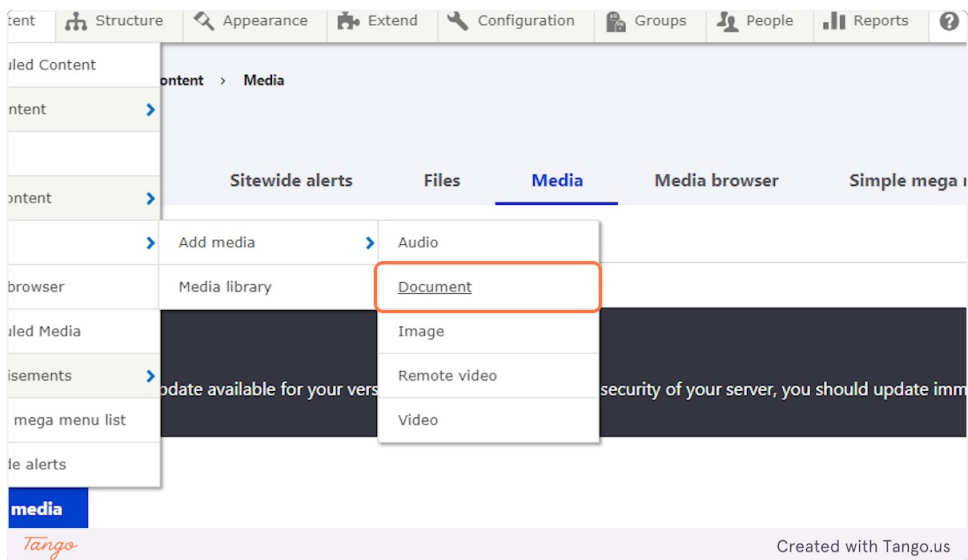 tent Structure Appearance Extend Configuration Groups People Reports
uled Content
ontent › Media
ntent
Sitewide alerts Files Media Media browser Simple mega
ontent
Add media Audio
browser Media library Document
uled Media Image
isements Remote video
pdate available for your vers security of your server, you should update imm
mega menu list Video
de alerts
media
Tango Created with Tango.us